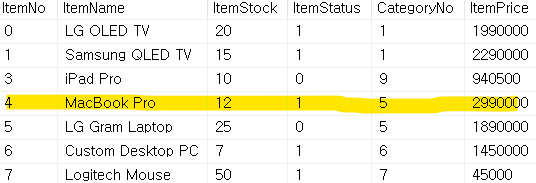 ItemNo ItemName ItemStock ItemStatus CategoryNo ItemPrice
0 LG OLED TV 20 1 1 1990000
1 Samsung QLED TV 15 1 1 2290000
3 iPad Pro 10 0 9 940500
4 MacBook Pro 12 1 5 2990000
5 LG Gram Laptop 25 0 5 1890000
6 Custom Desktop PC 7 1 6 1450000
7 Logitech Mouse 50 1 7 45000